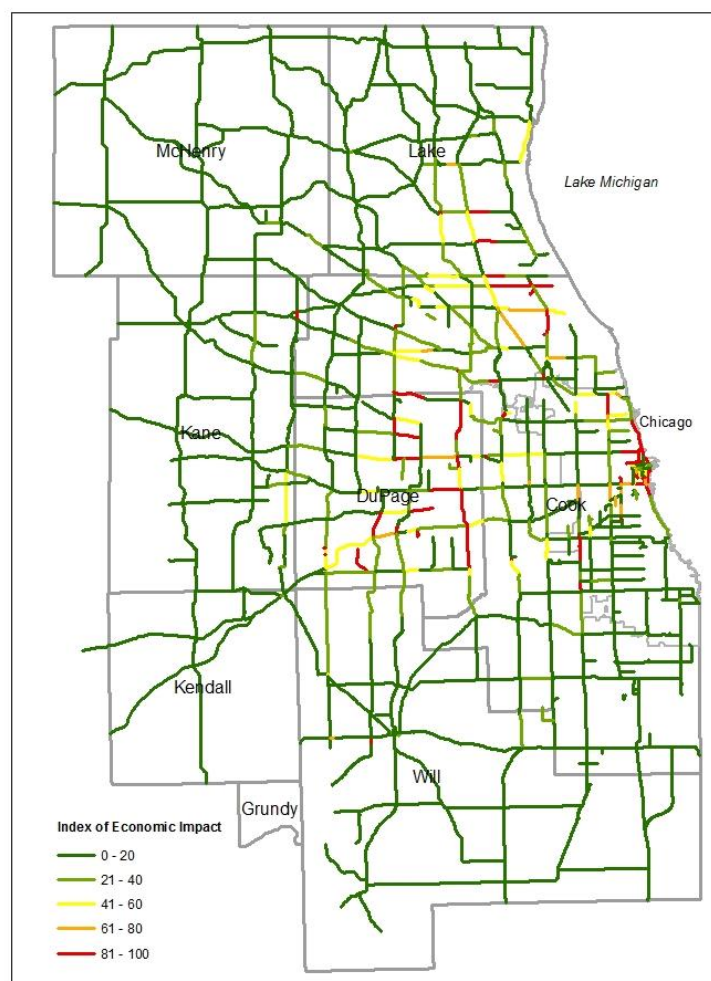 McHenry
Lake
Lake Michigan
Kane
Chicago
DuPage
Cook
Kendall
Will
Grundy
Index of Economic Impact
0 - 20
21 - 40
41 - 60
61 - 80
81 - 100